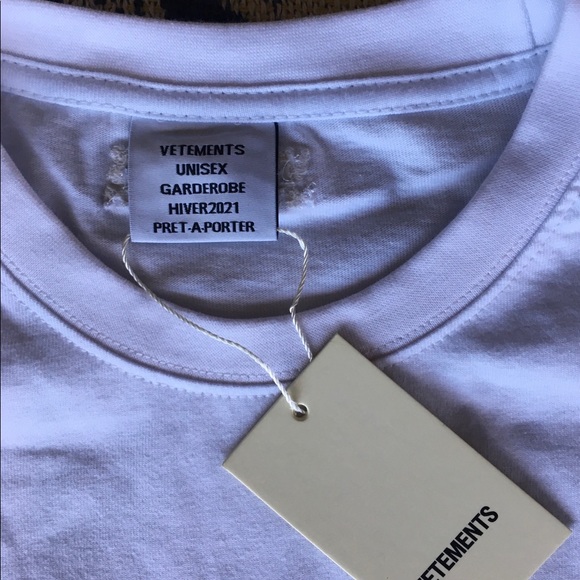 VETEMENTS
UNISEX
GARDEROBE
HIVER2021
PRET-A-PORTER
VETEMENTS